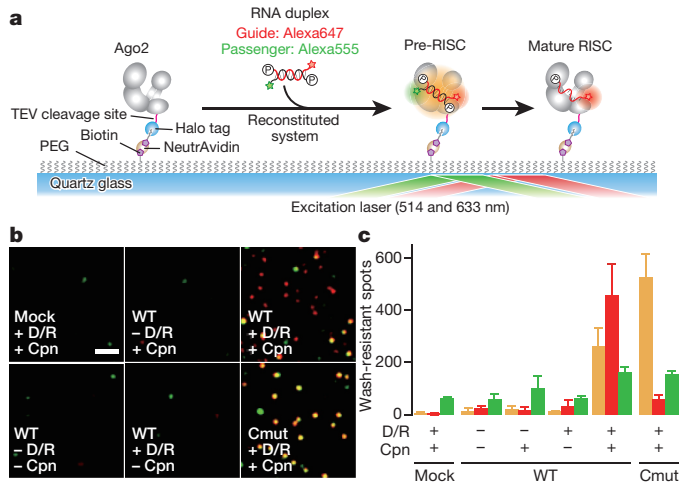 a
RNA duplex
Guide: Alexa647
Passenger: Alexa555
P
P
Ago2
Pre-RISC
Mature RISC
TEV cleavage site
Halo tag
Reconstituted
system
Biotin
NeutrAvidin
PEG
Quartz glass
Excitation laser (514 and 633 nm)
b
Mock
+ D/R
+ Cpn
WT
– D/R
+ Cpn
WT
+ D/R
+ Cpn
WT
– D/R
– Cpn
WT
+ D/R
– Cpn
Cmut
+ D/R
+ Cpn
c
Wash-resistant spots
600
400
200
0
D/R + – – + + +
Cpn + – + – + +
Mock WT Cmut